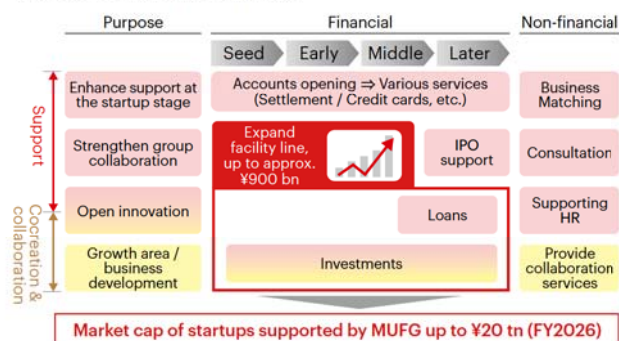 Purpose
Financial
Non-financial
Seed
Early
Middle
Later
Support
Cocreation &
collaboration
Enhance support at
the startup stage
Accounts opening ⇒ Various services
(Settlement / Credit cards, etc.)
Business
Matching
Strengthen group
collaboration
Expand
facility line,
up to approx.
¥900 bn
IPO
support
Consultation
Open innovation
Loans
Supporting
HR
Growth area /
business
development
Investments
Provide
collaboration
services
Market cap of startups supported by MUFG up to ¥20 tn (FY2026)